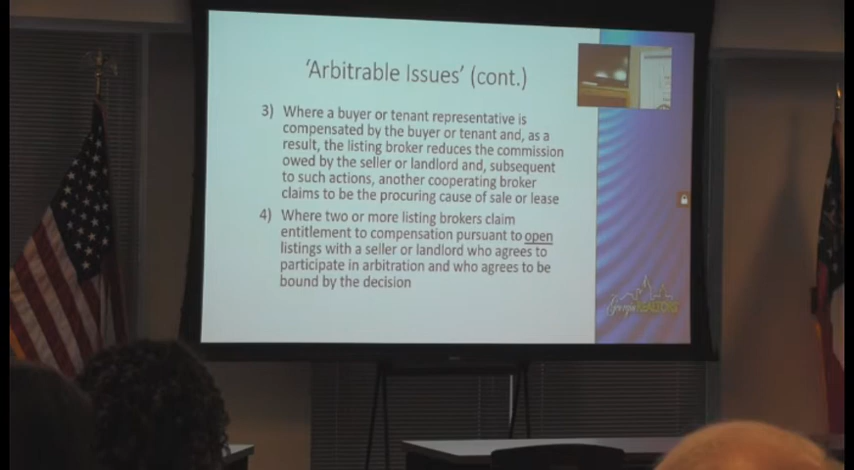 'Arbitrable Issues' (cont.)
3) Where a buyer or tenant representative is
compensated by the buyer or tenant and, as a
result, the listing broker reduces the commission
owed by the seller or landlord and, subsequent
to such actions, another cooperating broker
claims to be the procuring cause of sale or lease
4) Where two or more listing brokers claim
entitlement to compensation pursuant to open
listings with a seller or landlord who agrees to
participate in arbitration and who agrees to be
bound by the decision
Georgia REALTORS